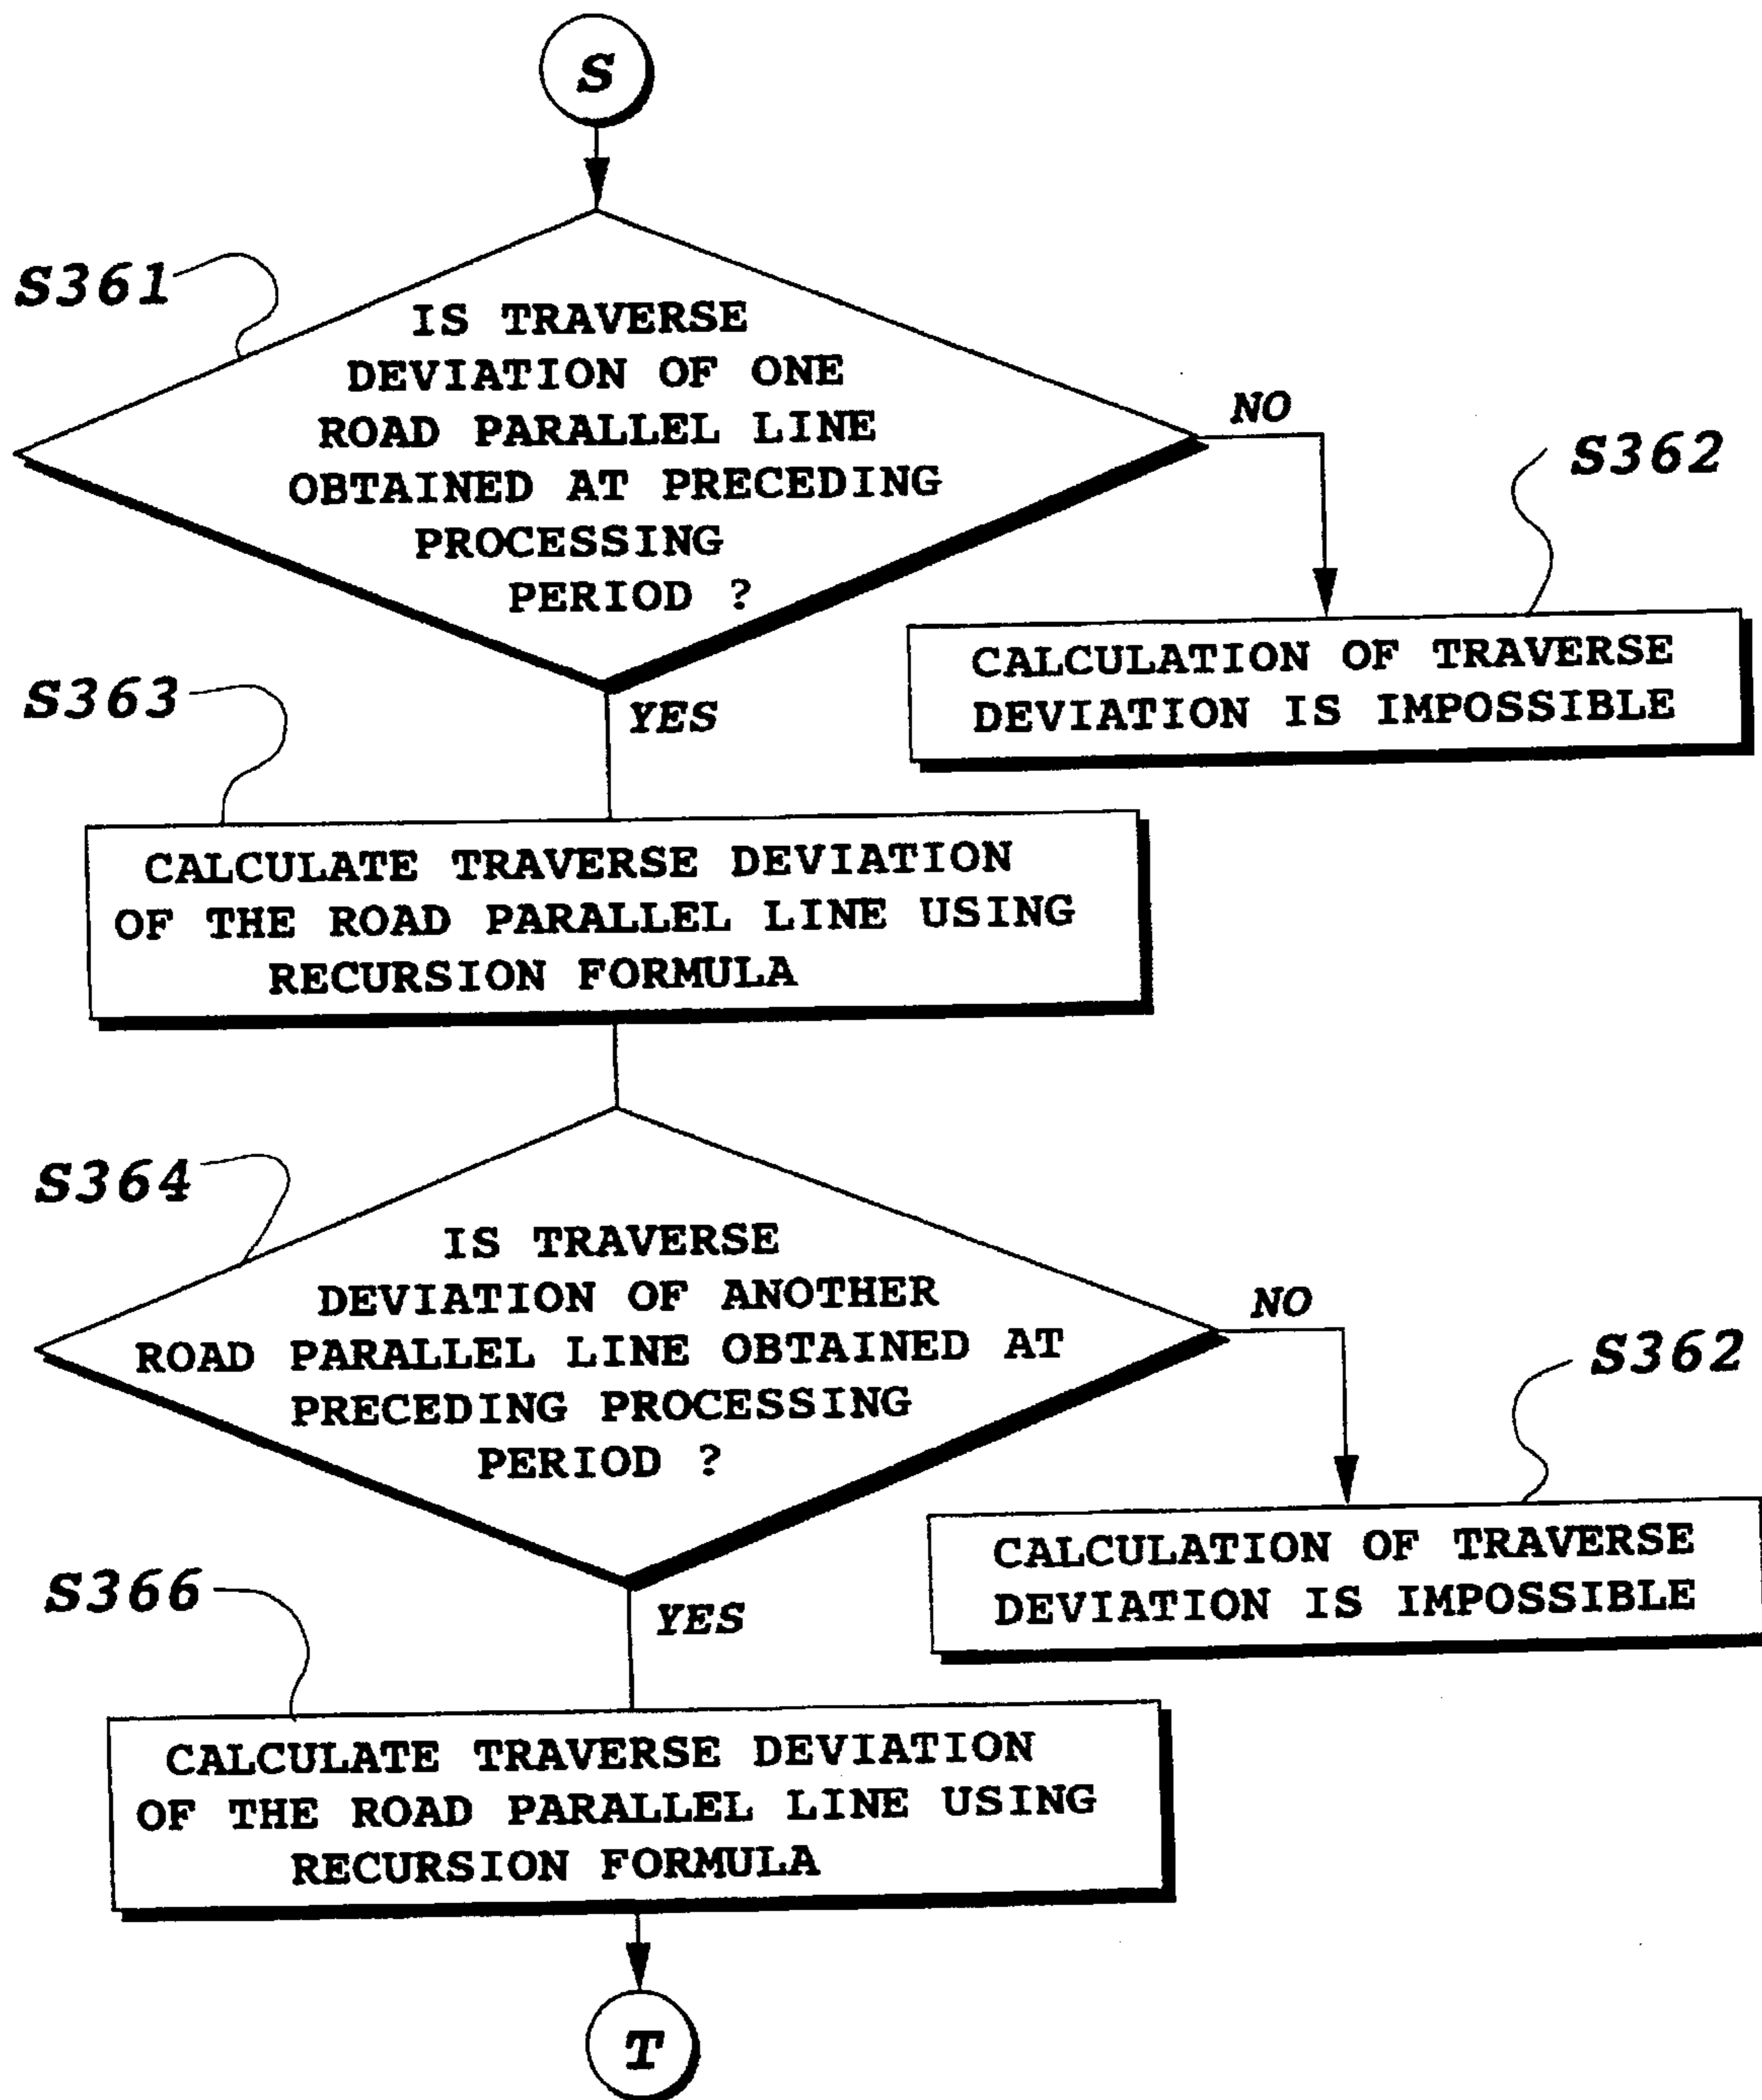 S
S361
IS TRAVERSE
DEVIATION OF ONE
ROAD PARALLEL LINE
OBTAINED AT PRECEDING
PROCESSING
PERIOD ?
NO
S362
CALCULATION OF TRAVERSE
DEVIATION IS IMPOSSIBLE
YES
S363
CALCULATE TRAVERSE DEVIATION
OF THE ROAD PARALLEL LINE USING
RECURSION FORMULA
S364
IS TRAVERSE
DEVIATION OF ANOTHER
ROAD PARALLEL LINE OBTAINED AT
PRECEDING PROCESSING
PERIOD ?
NO
S362
CALCULATION OF TRAVERSE
DEVIATION IS IMPOSSIBLE
YES
S366
CALCULATE TRAVERSE DEVIATION
OF THE ROAD PARALLEL LINE USING
RECURSION FORMULA
T